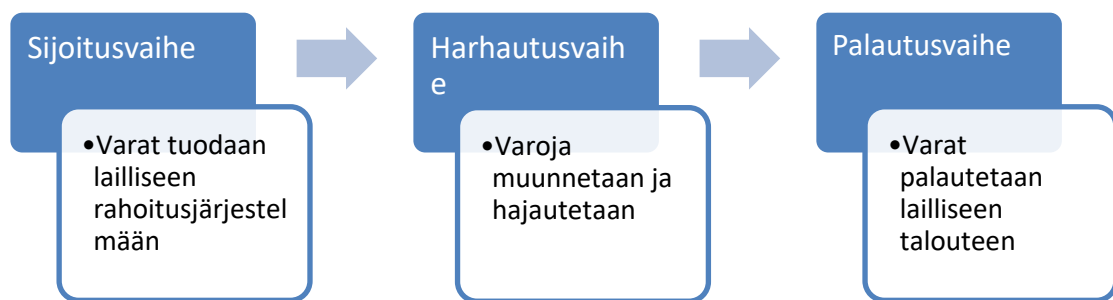 Sijoitusvaihe
•Varat tuodaan
lailliseen
rahoitusjärjestel
mään
Harhautusvaih
e
•Varoja
muunnetaan ja
hajautetaan
Palautusvaihe
•Varat
palautetaan
lailliseen
talouteen